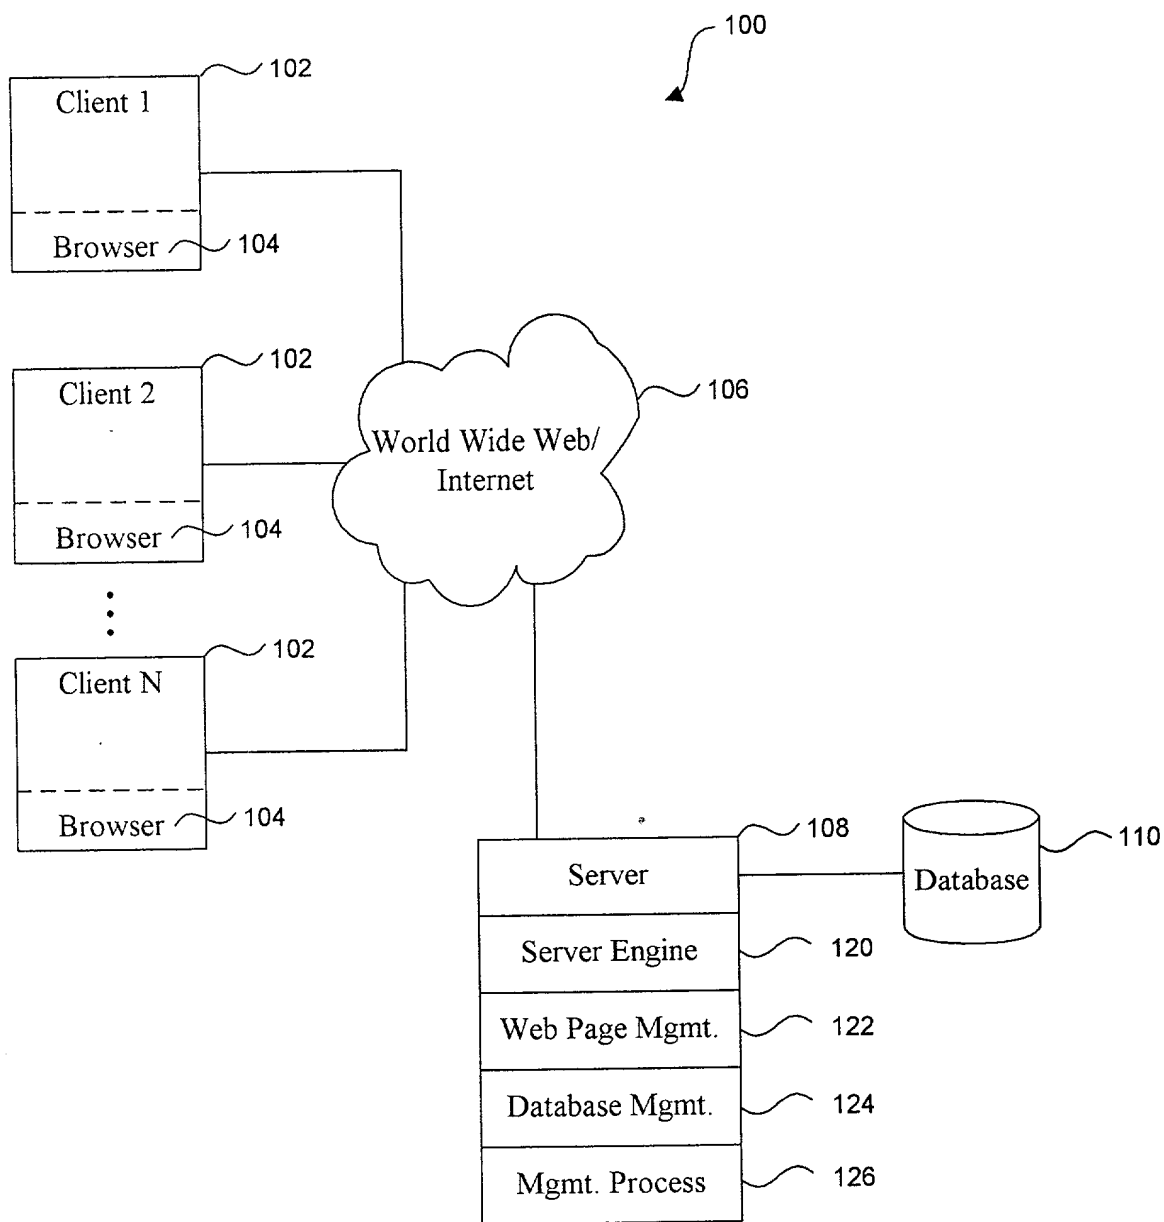 100
102
Client 1
Browser 104
102
Client 2
106
World Wide Web/
Internet
Browser 104
102
Client N
Browser 104
108
110
Server
Database
Server Engine 120
Web Page Mgmt. 122
Database Mgmt. 124
Mgmt. Process 126